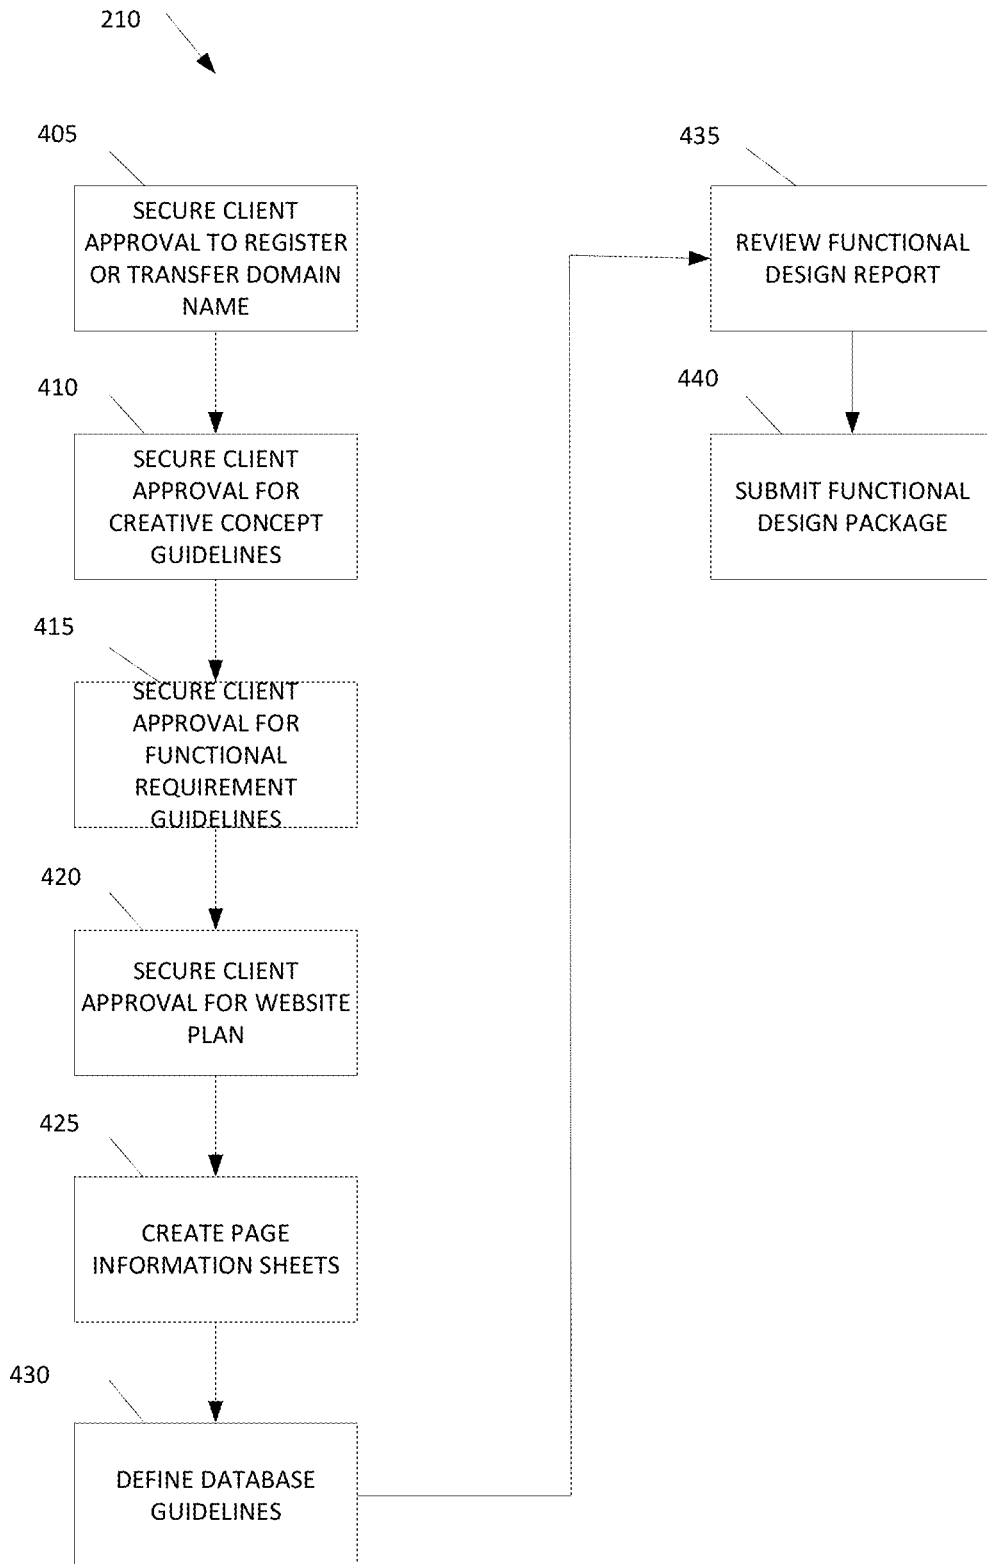 210
405
SECURE CLIENT
APPROVAL TO REGISTER
OR TRANSFER DOMAIN
NAME
410
SECURE CLIENT
APPROVAL FOR
CREATIVE CONCEPT
GUIDELINES
415
SECURE CLIENT
APPROVAL FOR
FUNCTIONAL
REQUIREMENT
GUIDELINES
420
SECURE CLIENT
APPROVAL FOR WEBSITE
PLAN
425
CREATE PAGE
INFORMATION SHEETS
430
DEFINE DATABASE
GUIDELINES
435
REVIEW FUNCTIONAL
DESIGN REPORT
440
SUBMIT FUNCTIONAL
DESIGN PACKAGE